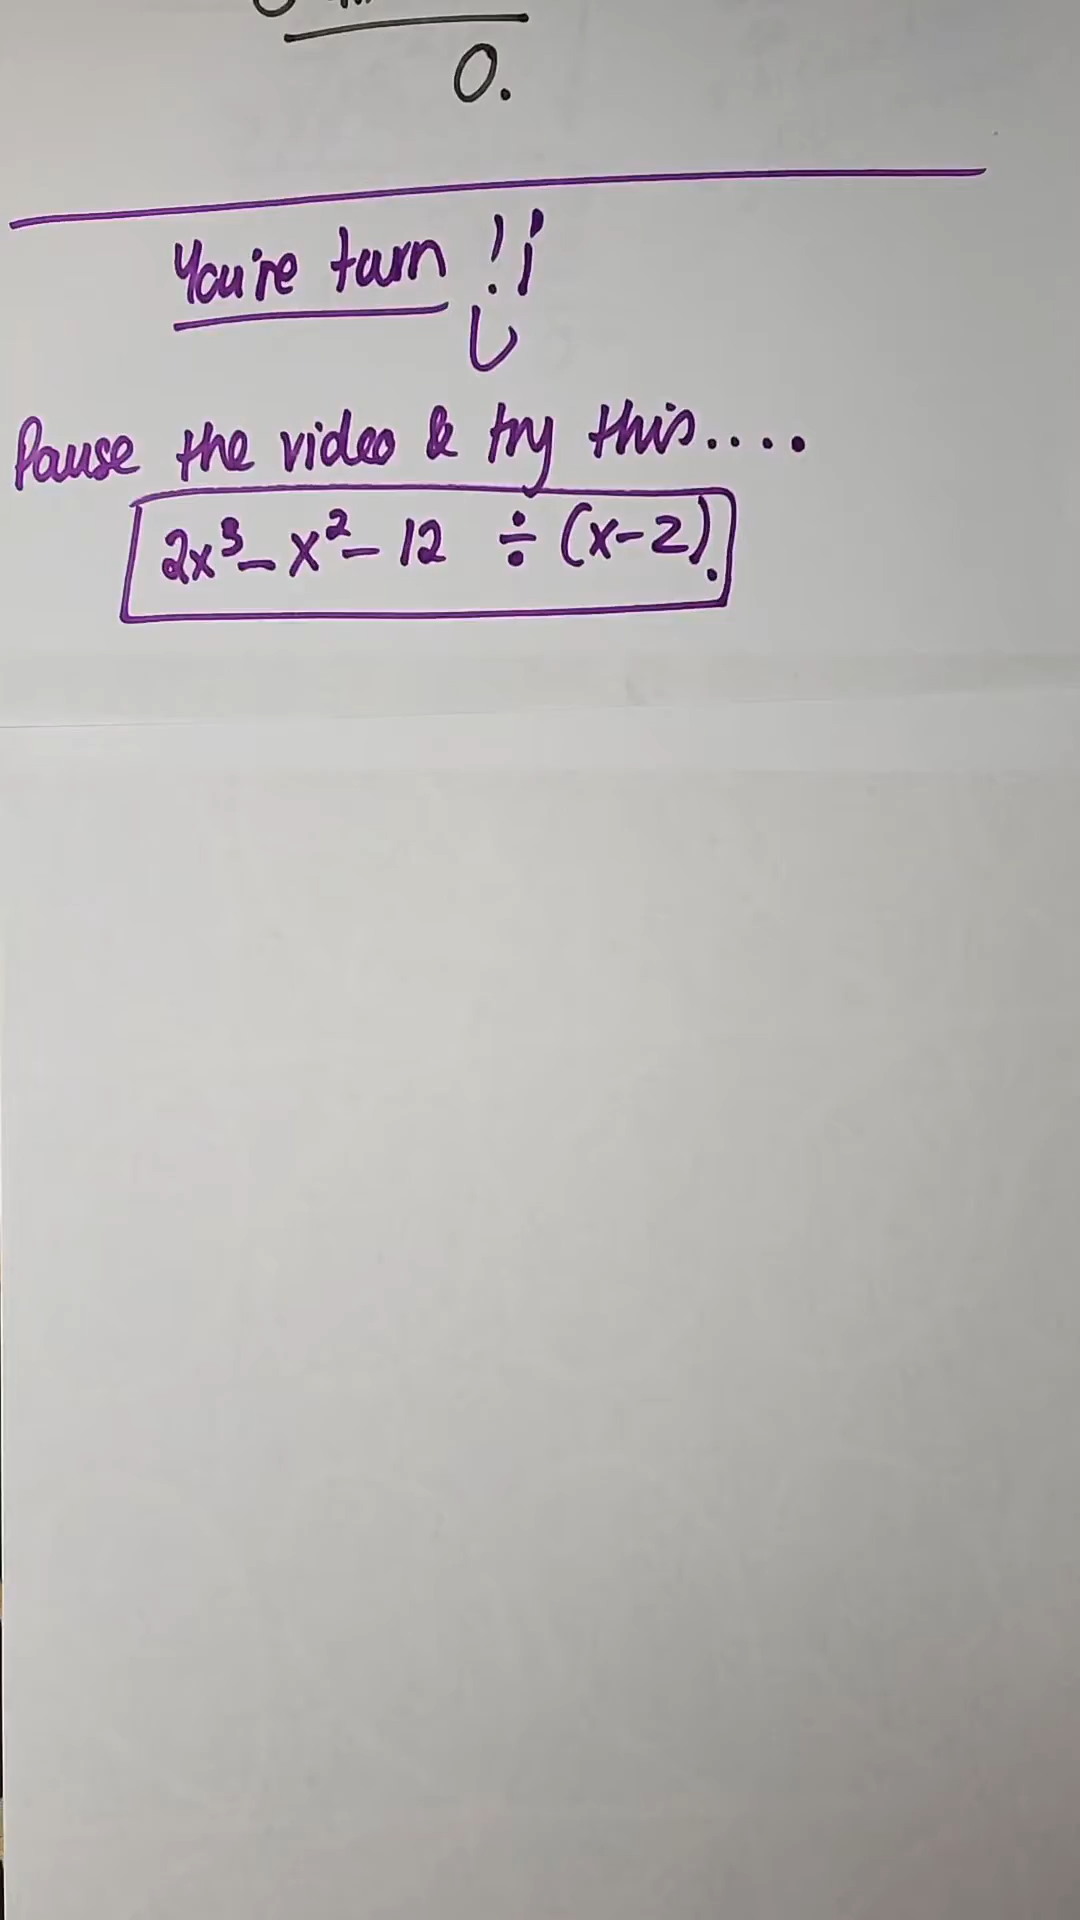 0.
You're turn !!
Pause the video & try this....
2x³ - x² - 12 ÷ (x-2).